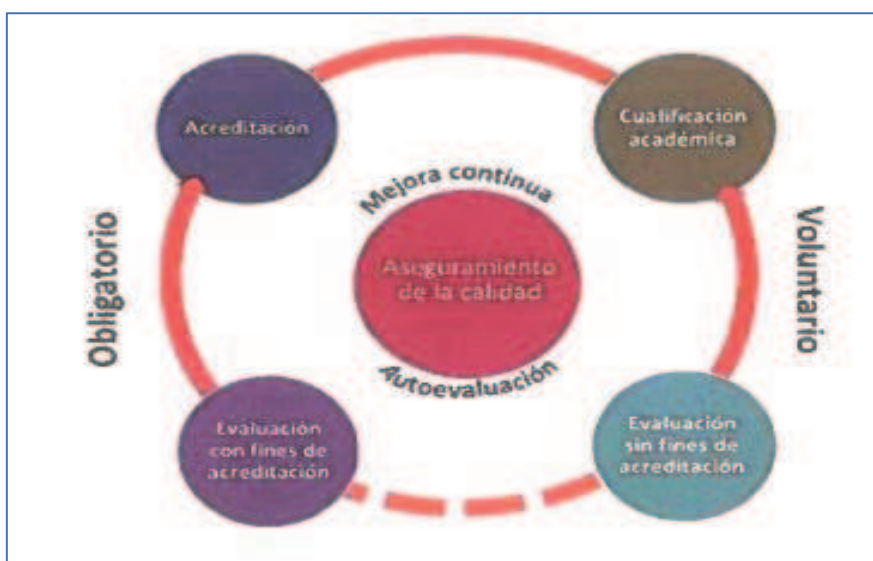 Acreditación
Cualificación
académica
Mejora continua
Aseguramiento
de la calidad
Autoevaluación
Obligatorio
Voluntario
Evaluación
con fines de
acreditación
Evaluación
sin fines de
acreditación